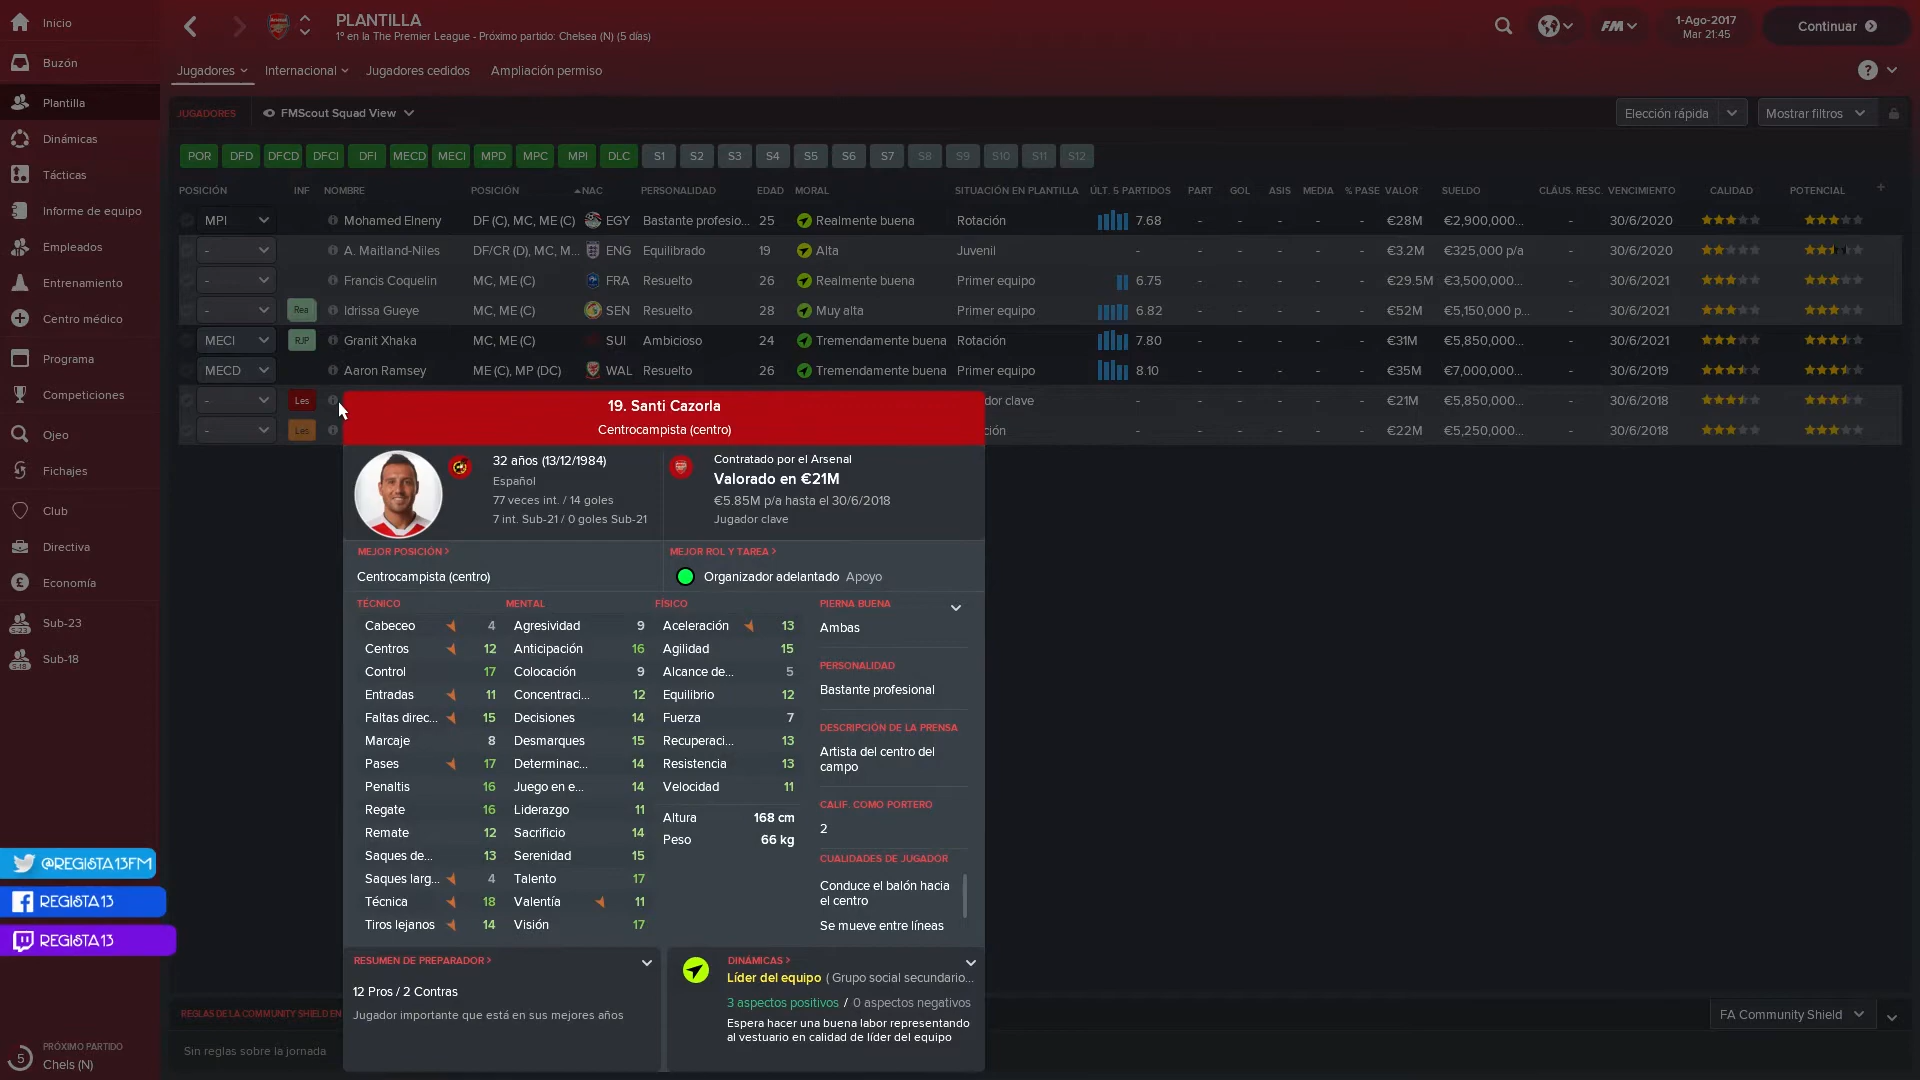 Inicio
Buzón
Plantilla
Dinámicas
Tácticas
Informe de equipo
Empleados
Entrenamiento
Centro médico
Programa
Competiciones
Ojeo
Fichajes
Club
Directiva
Economía
Sub-23
Sub-18
@REGISTA13FM
REGISTA13
REGISTA13
5
PRÓXIMO PARTIDO
Chels (N)
PLANTILLA
1º en la The Premier League - Próximo partido: Chelsea (N) (5 días)
FM
1-Ago-2017
Mar 21:45
Continuar
Jugadores
Internacional
Jugadores cedidos
Ampliación permiso
JUGADORES
FMScout Squad View
Elección rápida
Mostrar filtros
POR DFD DFCD DFCI DFI MECD MECI MPD MPC MPI DLC S1 S2 S3 S4 S5 S6 S7 S8 S9 S10 S11 S12
POSICIÓN INF NOMBRE POSICIÓN NAC PERSONALIDAD EDAD MORAL SITUACIÓN EN PLANTILLA ÚLT. 5 PARTIDOS PART GOL ASIS MEDIA % PASE VALOR SUELDO CLÁUS. RESC. VENCIMIENTO CALIDAD POTENCIAL +
MPI Mohamed Elneny DF (C), MC, ME (C) EGY Bastante profesio... 25 Realmente buena Rotación 7.68 - - - - - €28M €2,900,000... - 30/6/2020
- A. Maitland-Niles DF/CR (D), MC, M... ENG Equilibrado 19 Alta Juvenil - - - - - - €3.2M €325,000 p/a - 30/6/2020
- Francis Coquelin MC, ME (C) FRA Resuelto 26 Realmente buena Primer equipo 6.75 - - - - - €29.5M €3,500,000... - 30/6/2021
- Rea Idrissa Gueye MC, ME (C) SEN Resuelto 28 Muy alta Primer equipo 6.82 - - - - - €52M €5,150,000 p... - 30/6/2021
MECI RJP Granit Xhaka MC, ME (C) SUI Ambicioso 24 Tremendamente buena Rotación 7.80 - - - - - €31M €5,850,000... - 30/6/2021
MECD Aaron Ramsey ME (C), MP (DC) WAL Resuelto 26 Tremendamente buena Primer equipo 8.10 - - - - - €35M €7,000,000... - 30/6/2019
- Les dor clave - - - - - - €21M €5,850,000... - 30/6/2018
- Les ción - - - - - - €22M €5,250,000... - 30/6/2018
19. Santi Cazorla
Centrocampista (centro)
32 años (13/12/1984)
Español
77 veces int. / 14 goles
7 int. Sub-21 / 0 goles Sub-21
Contratado por el Arsenal
Valorado en €21M
€5.85M p/a hasta el 30/6/2018
Jugador clave
MEJOR POSICIÓN >
Centrocampista (centro)
MEJOR ROL Y TAREA >
Organizador adelantado Apoyo
TÉCNICO
Cabeceo 4
Centros 12
Control 17
Entradas 11
Faltas direc... 15
Marcaje 8
Pases 17
Penaltis 16
Regate 16
Remate 12
Saques de... 13
Saques larg... 4
Técnica 18
Tiros lejanos 14
MENTAL
Agresividad 9
Anticipación 16
Colocación 9
Concentraci... 12
Decisiones 14
Desmarques 15
Determinac... 14
Juego en e... 14
Liderazgo 11
Sacrificio 14
Serenidad 15
Talento 17
Valentía 11
Visión 17
FÍSICO
Aceleración 13
Agilidad 15
Alcance de... 5
Equilibrio 12
Fuerza 7
Recuperaci... 13
Resistencia 13
Velocidad 11
Altura 168 cm
Peso 66 kg
PIERNA BUENA
Ambas
PERSONALIDAD
Bastante profesional
DESCRIPCIÓN DE LA PRENSA
Artista del centro del
campo
CALIF. COMO PORTERO
2
CUALIDADES DE JUGADOR
Conduce el balón hacia
el centro
Se mueve entre líneas
RESUMEN DE PREPARADOR >
12 Pros / 2 Contras
Jugador importante que está en sus mejores años
DINÁMICAS >
Líder del equipo ( Grupo social secundario...
3 aspectos positivos / 0 aspectos negativos
Espera hacer una buena labor representando
al vestuario en calidad de líder del equipo
REGLAS DE LA COMMUNITY SHIELD EN
Sin reglas sobre la jornada
FA Community Shield